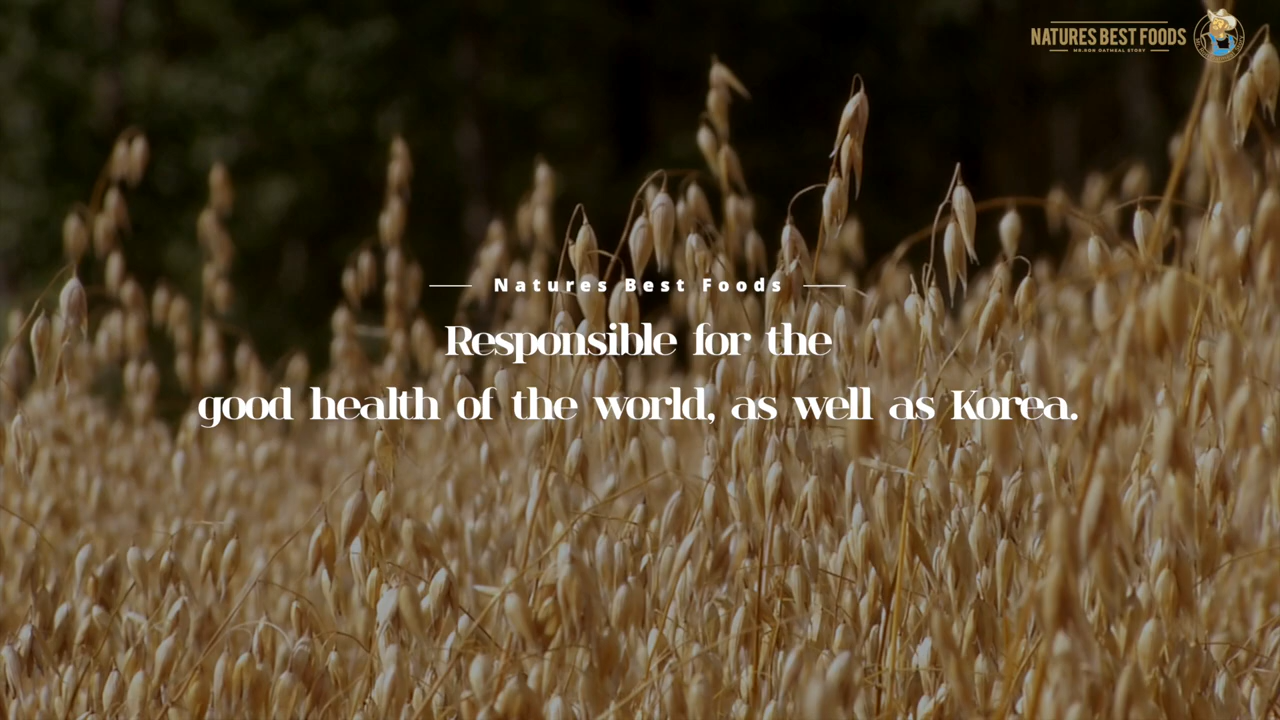 NATURES BEST FOODS
MR.RON OATMEAL STORY
Natures Best Foods
Responsible for the
good health of the world, as well as Korea.